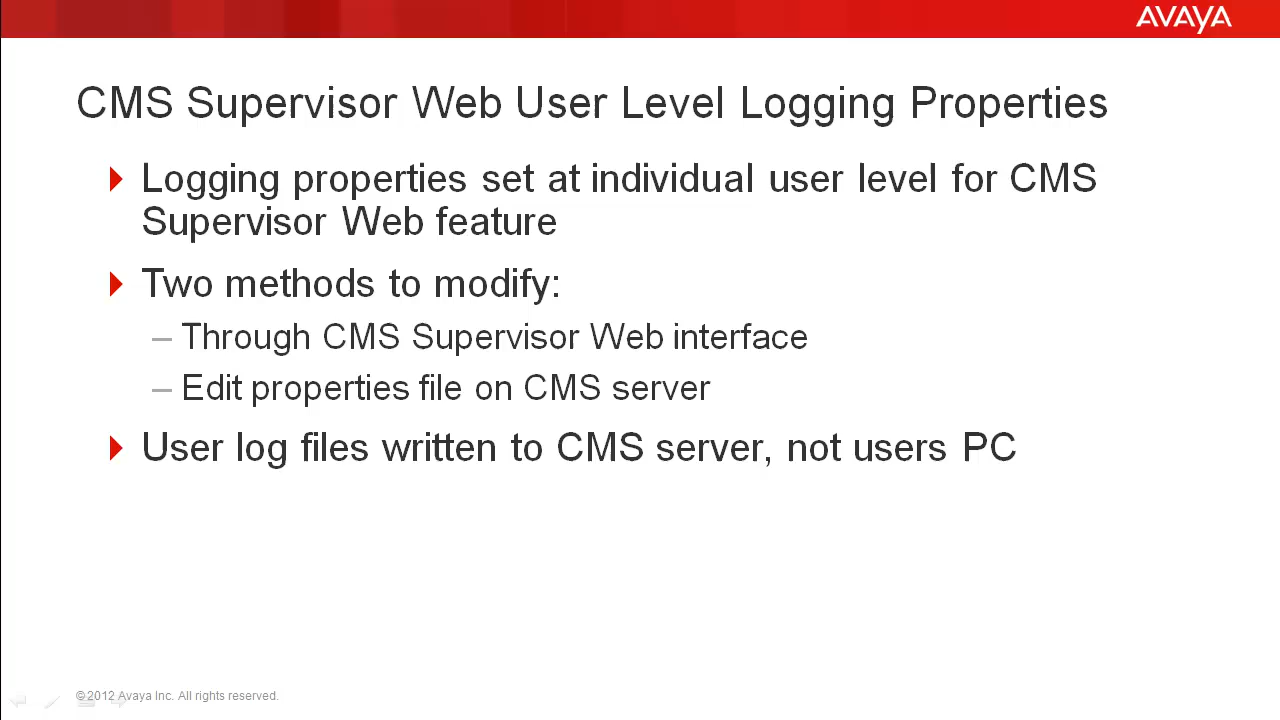 AVAYA
CMS Supervisor Web User Level Logging Properties
Logging properties set at individual user level for CMS
Supervisor Web feature
Two methods to modify:
– Through CMS Supervisor Web interface
– Edit properties file on CMS server
User log files written to CMS server, not users PC
©2012 Avaya Inc. All rights reserved.